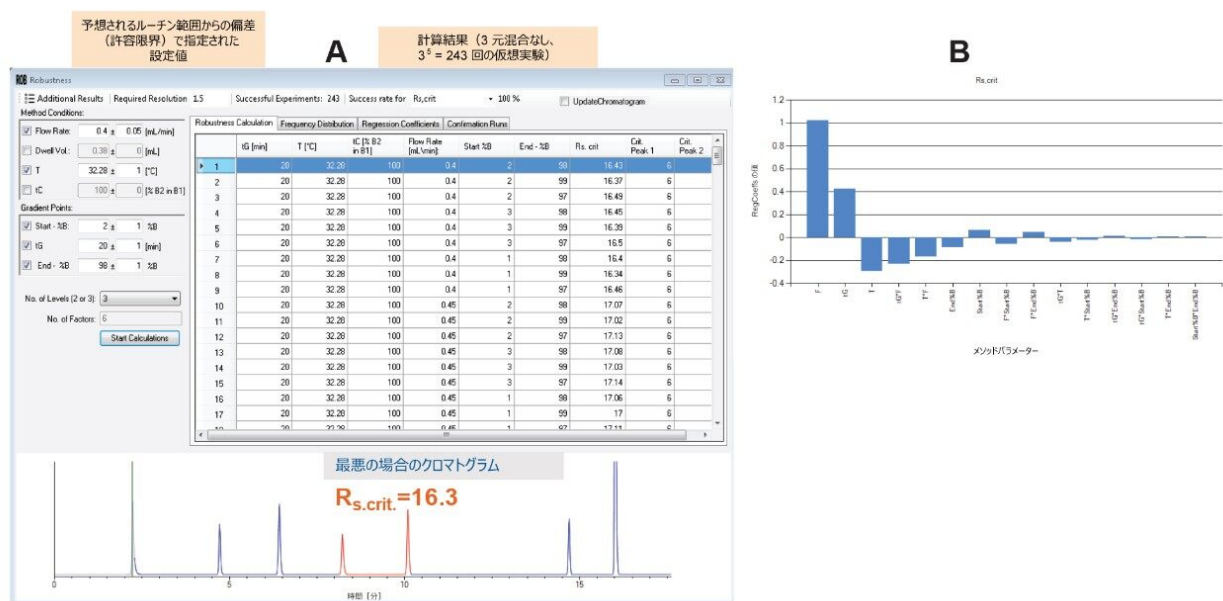 予想されるルーチン範囲からの偏差
（許容限界）で指定された
設定値
A
計算結果（3 元混合なし、
3⁵ = 243 回の仮想実験）
B
Robustness
Additional Results Required Resolution 1.5 Successful Experiments: 243 Success rate for Rs,crit 100 % UpdateChromatogram
Method Conditions:
Flow Rate: 0.4 ± 0.05 [mL/min]
Dwell Vol.: 0.38 ± 0 [mL]
T 32.28 ± 1 [°C]
tC 100 ± 0 [% B2 in B1]
Gradient Points:
Start - %B: 2 ± 1 %B
tG 20 ± 1 [min]
End - %B 98 ± 1 %B
No. of Levels (2 or 3): 3
No. of Factors: 6
Start Calculations
Robustness Calculation Frequency Distribution Regression Coefficients Confirmation Runs
tG [min] T [°C] tC [% B2 in B1] Flow Rate [mL/min] Start %B End - %B Rs. crit Crit. Peak 1 Crit. Peak 2
1 20 32.28 100 0.4 2 98 16.43 6
2 20 32.28 100 0.4 2 99 16.37 6
3 20 32.28 100 0.4 2 97 16.49 6
4 20 32.28 100 0.4 3 98 16.45 6
5 20 32.28 100 0.4 3 99 16.39 6
6 20 32.28 100 0.4 3 97 16.5 6
7 20 32.28 100 0.4 1 98 16.4 6
8 20 32.28 100 0.4 1 99 16.34 6
9 20 32.28 100 0.4 1 97 16.46 6
10 20 32.28 100 0.45 2 98 17.07 6
11 20 32.28 100 0.45 2 99 17.02 6
12 20 32.28 100 0.45 2 97 17.13 6
13 20 32.28 100 0.45 3 98 17.08 6
14 20 32.28 100 0.45 3 99 17.03 6
15 20 32.28 100 0.45 3 97 17.14 6
16 20 32.28 100 0.45 1 98 17.06 6
17 20 32.28 100 0.45 1 99 17 6
最悪の場合のクロマトグラム
Rs.crit.=16.3
0 5 10 15
時間 [分]
Rs,crit
RegCoeffs の値
1.2
1
0.8
0.6
0.4
0.2
0
-0.2
-0.4
F
tG
T
tG*F
T*F
End%B
Start%B
F*Start%B
F*End%B
tG*T
T*Start%B
tG*End%B
tG*Start%B
T*End%B
Start%B*End%B
メソッドパラメーター